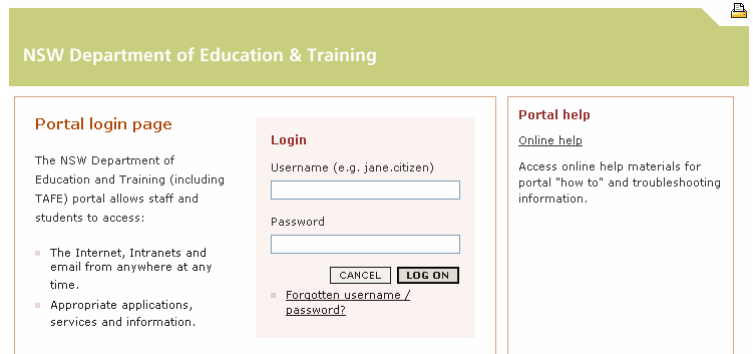 NSW Department of Education & Training
Portal login page
The NSW Department of
Education and Training (including
TAFE) portal allows staff and
students to access:
The Internet, Intranets and
email from anywhere at any
time.
Appropriate applications,
services and information.
Login
Username (e.g. jane.citizen)
Password
CANCEL
LOG ON
Forgotten username /
password?
Portal help
Online help
Access online help materials for
portal "how to" and troubleshooting
information.